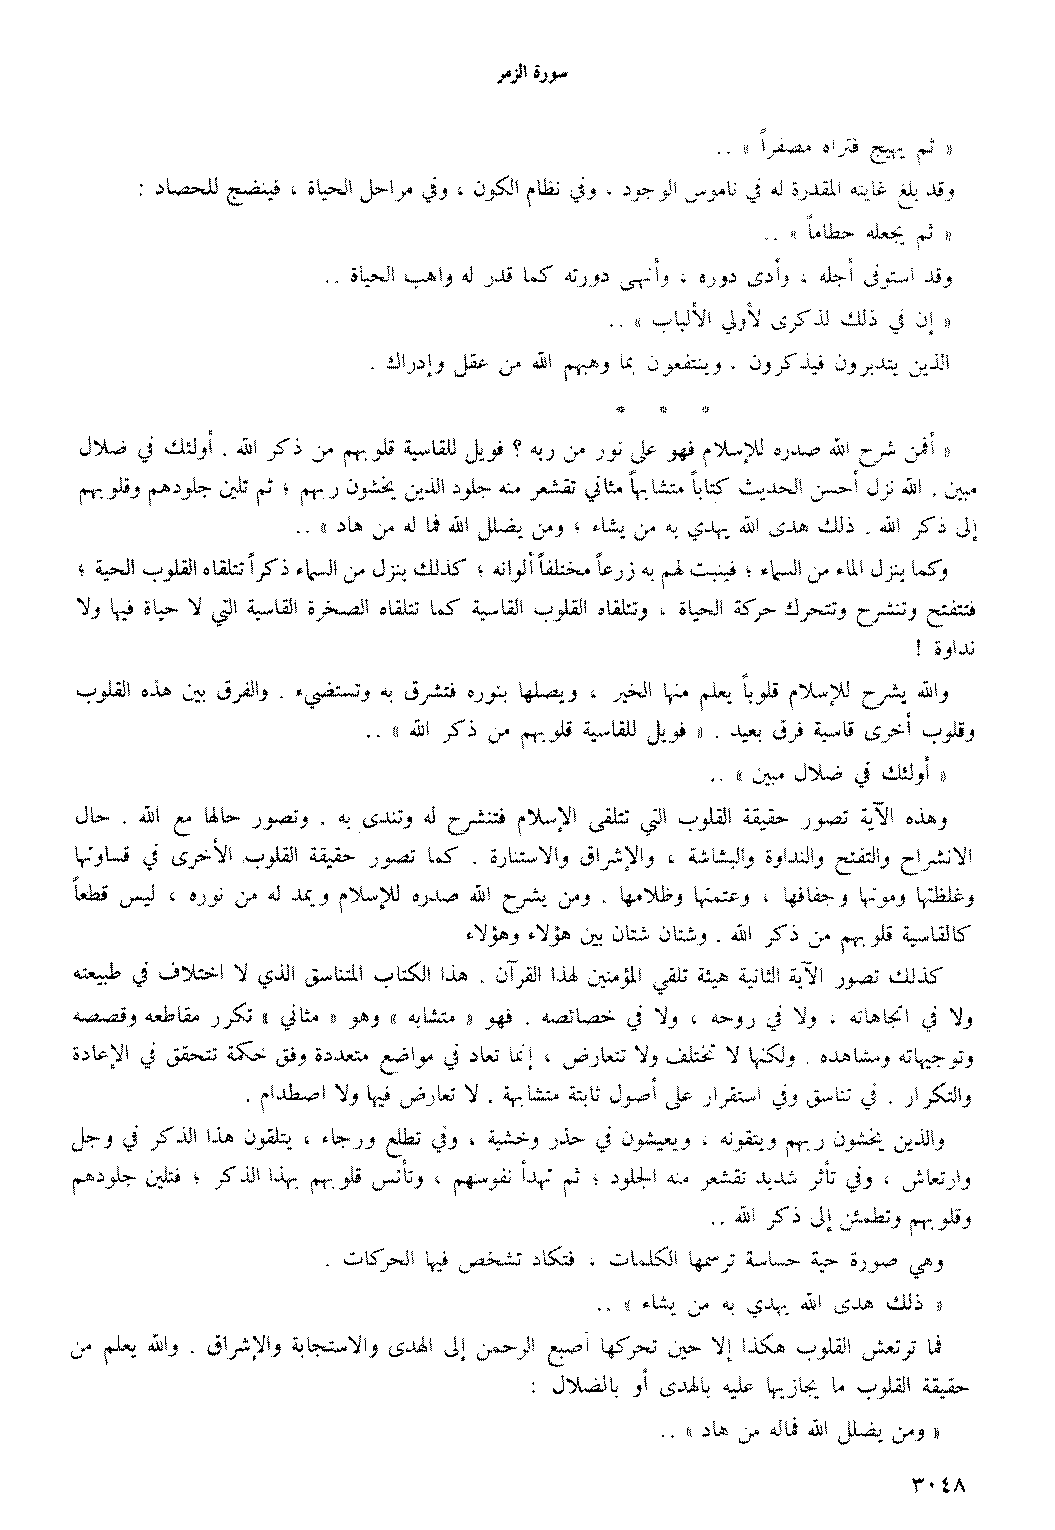 سورة الزمر
« ثم يهيج فتراه مصفراً » ..
وقد بلغ غايته المقدرة له في ناموس الوجود ، وفي نظام الكون ، وفي مراحل الحياة ، فينضج للحصاد :
« ثم يجعله حطاماً » ..
وقد استوفى أجله ، وأدى دوره ، وأنهى دورته كما قدر له واهب الحياة ..
« إن في ذلك لذكرى لأولي الألباب » ..
الذين يتدبرون فيذكرون ، وينتفعون بما وهبهم الله من عقل وإدراك .
* * *
« أفمن شرح الله صدره للإسلام فهو على نور من ربه ؟ فويل للقاسية قلوبهم من ذكر الله . أولئك في ضلال
مبين . الله نزل أحسن الحديث كتاباً متشابهاً مثاني تقشعر منه جلود الذين يخشون ربهم ؛ ثم تلين جلودهم وقلوبهم
إلى ذكر الله . ذلك هدى الله يهدي به من يشاء ؛ ومن يضلل الله فما له من هاد » ..
وكما ينزل الماء من السماء ؛ فينبت لهم به زرعاً مختلفاً ألوانه ؛ كذلك ينزل من السماء ذكراً تتلقاه القلوب الحية ؛
فتتفتح وتنشرح وتتحرك حركة الحياة ، وتتلقاه القلوب القاسية كما تتلقاه الصخرة القاسية التي لا حياة فيها ولا
نداوة !
والله يشرح للإسلام قلوباً يعلم منها الخير ، ويصلها بنوره فتشرق به وتستضيء . والفرق بين هذه القلوب
وقلوب أخرى قاسية فرق بعيد . « فويل للقاسية قلوبهم من ذكر الله » ..
« أولئك في ضلال مبين » ..
وهذه الآية تصور حقيقة القلوب التي تتلقى الإسلام فتنشرح له وتندى به . وتصور حالها مع الله . حال
الانشراح والتفتح والنداوة والبشاشة ، والإشراق والاستنارة . كما تصور حقيقة القلوب الأخرى في قساوتها
وغلظتها وموتها وجفافها ، وعتمتها وظلامها . ومن يشرح الله صدره للإسلام ويمد له من نوره ، ليس قطعاً
كالقاسية قلوبهم من ذكر الله . وشتان شتان بين هؤلاء وهؤلاء
كذلك تصور الآية الثانية هيئة تلقي المؤمنين لهذا القرآن . هذا الكتاب المتناسق الذي لا اختلاف في طبيعته
ولا في اتجاهاته ، ولا في روحه ، ولا في خصائصه . فهو « متشابه » وهو « مثاني » تكرر مقاطعه وقصصه
وتوجيهاته ومشاهده . ولكنها لا تختلف ولا تتعارض ، إنما تعاد في مواضع متعددة وفق حكمة تتحقق في الإعادة
والتكرار . في تناسق وفي استقرار على أصول ثابتة متشابهة . لا تعارض فيها ولا اصطدام .
والذين يخشون ربهم ويتقونه ، ويعيشون في حذر وخشية ، وفي تطلع ورجاء ، يتلقون هذا الذكر في وجل
وارتعاش ، وفي تأثر شديد تقشعر منه الجلود ؛ ثم تهدأ نفوسهم ، وتأنس قلوبهم بهذا الذكر ؛ فتلين جلودهم
وقلوبهم وتطمئن إلى ذكر الله ..
وهي صورة حية حساسة ترسمها الكلمات ، فتكاد تشخص فيها الحركات .
« ذلك هدى الله يهدي به من يشاء » ..
فما ترتعش القلوب هكذا إلا حين تحركها أصبع الرحمن إلى الهدى والاستجابة والإشراق . والله يعلم من
حقيقة القلوب ما يجازيها عليه بالهدى أو بالضلال :
« ومن يضلل الله فماله من هاد » ..
٣٠٤٨